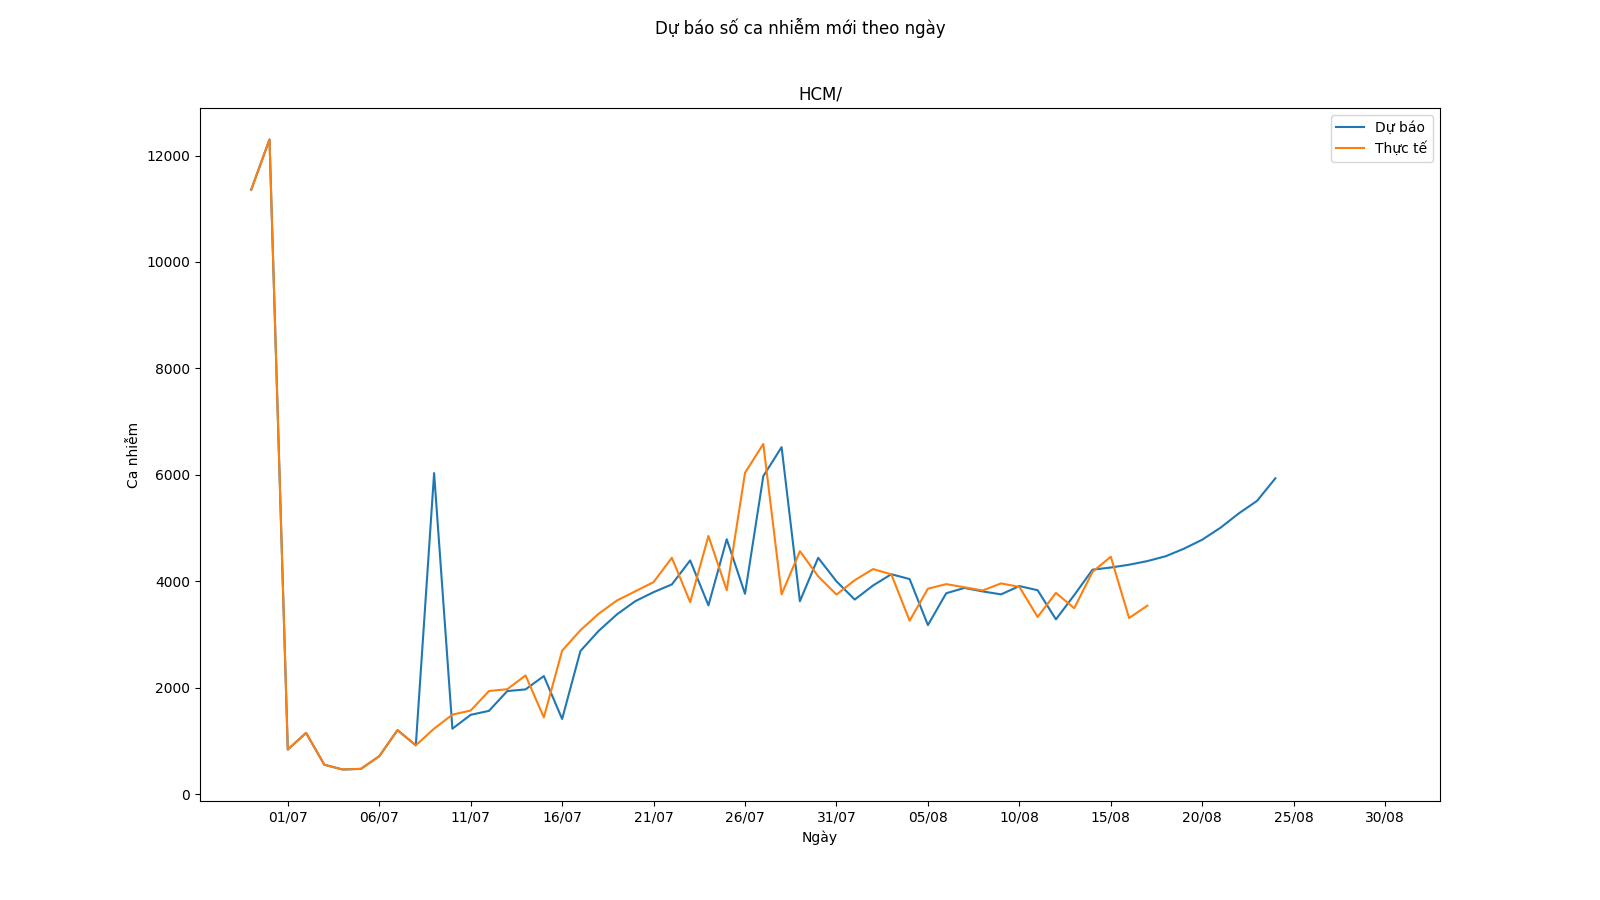 Dự báo số ca nhiễm mới theo ngày
HCM/
Dự báo
Thực tế
12000
10000
8000
6000
4000
2000
0
Ca nhiễm
01/07 06/07 11/07 16/07 21/07 26/07 31/07 05/08 10/08 15/08 20/08 25/08 30/08
Ngày